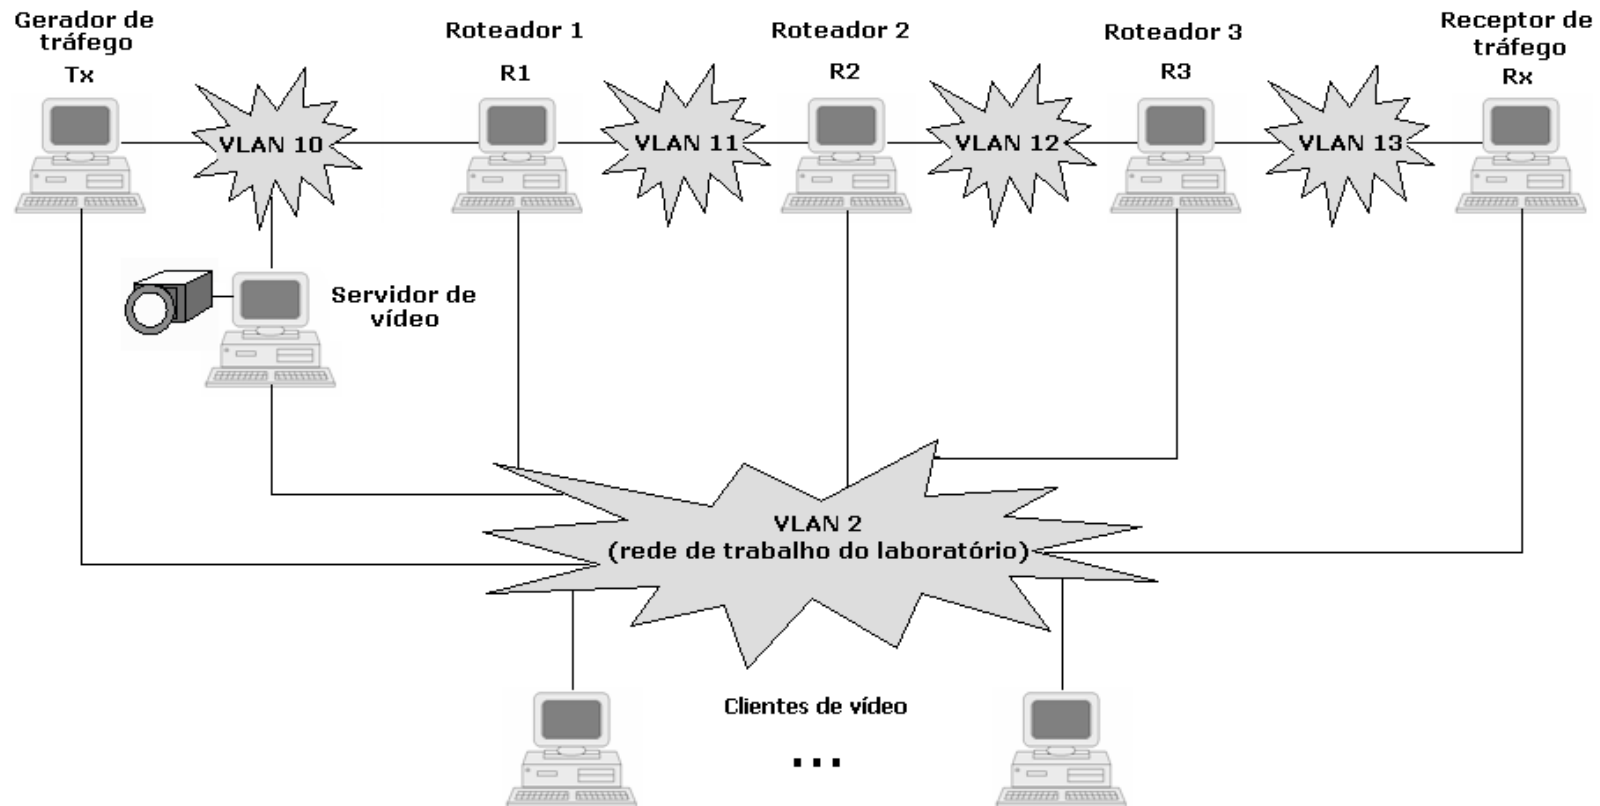 Gerador de
tráfego
Tx
Roteador 1
R1
Roteador 2
R2
Roteador 3
R3
Receptor de
tráfego
Rx
VLAN 10
VLAN 11
VLAN 12
VLAN 13
Servidor de
vídeo
VLAN 2
(rede de trabalho do laboratório)
Clientes de vídeo
...